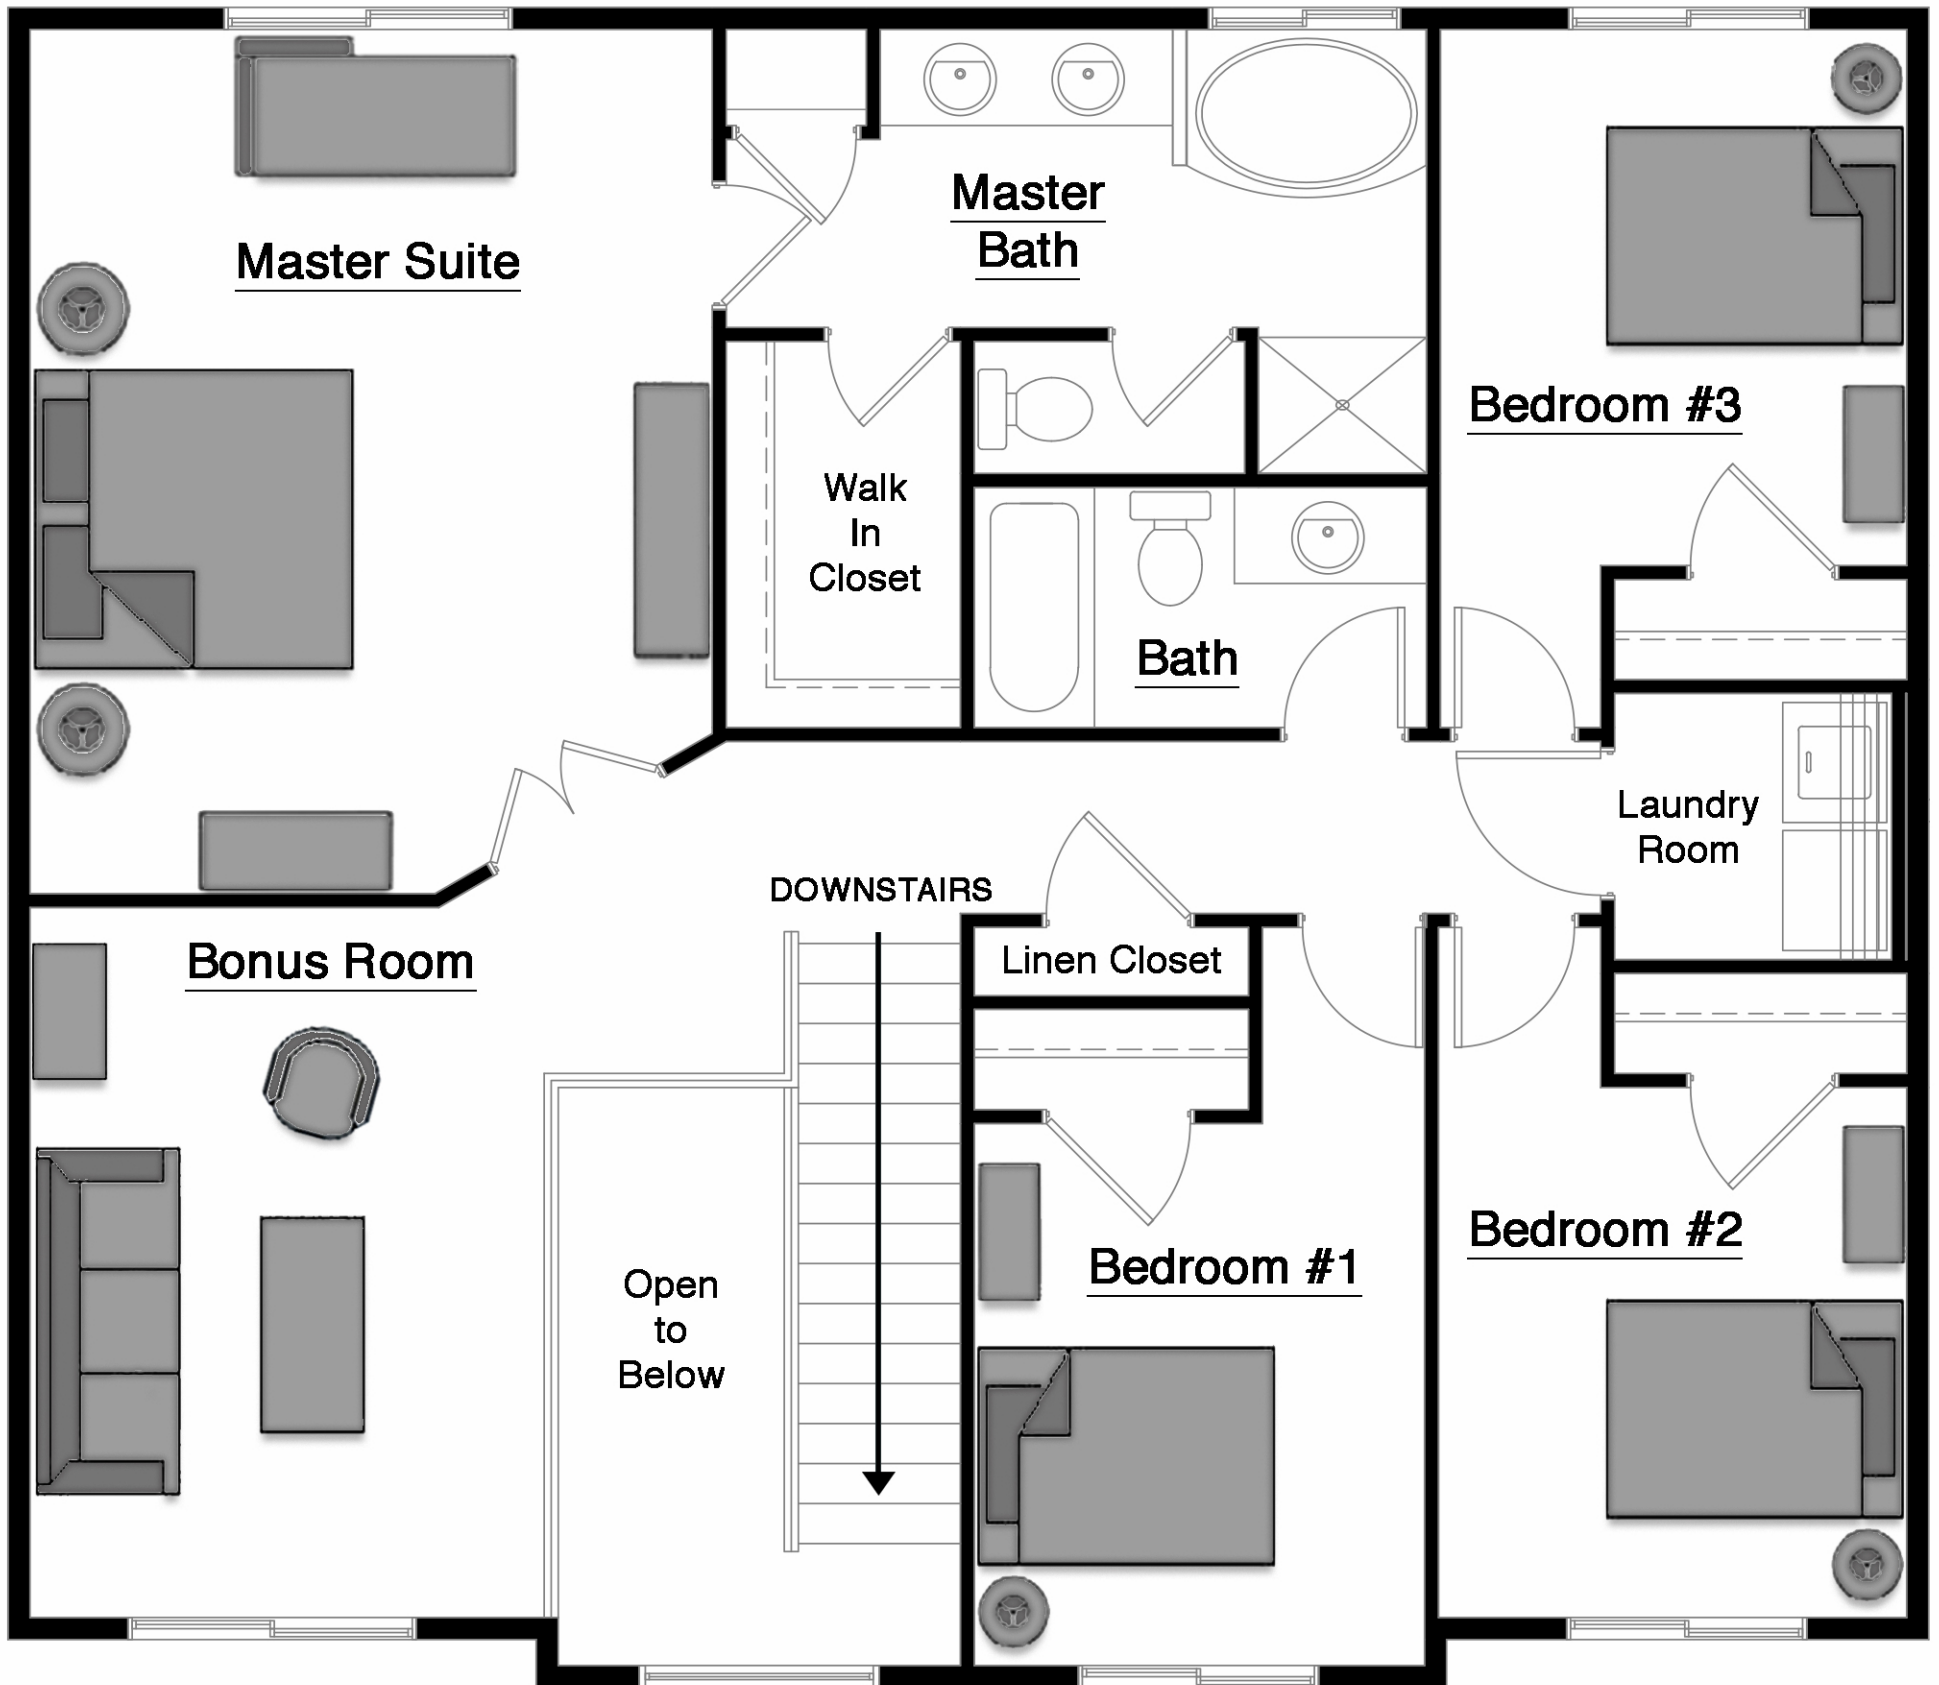 Master Suite
Master
Bath
Bedroom #3
Walk
In
Closet
Bath
Laundry
Room
DOWNSTAIRS
Bonus Room
Linen Closet
Open
to
Below
Bedroom #1
Bedroom #2